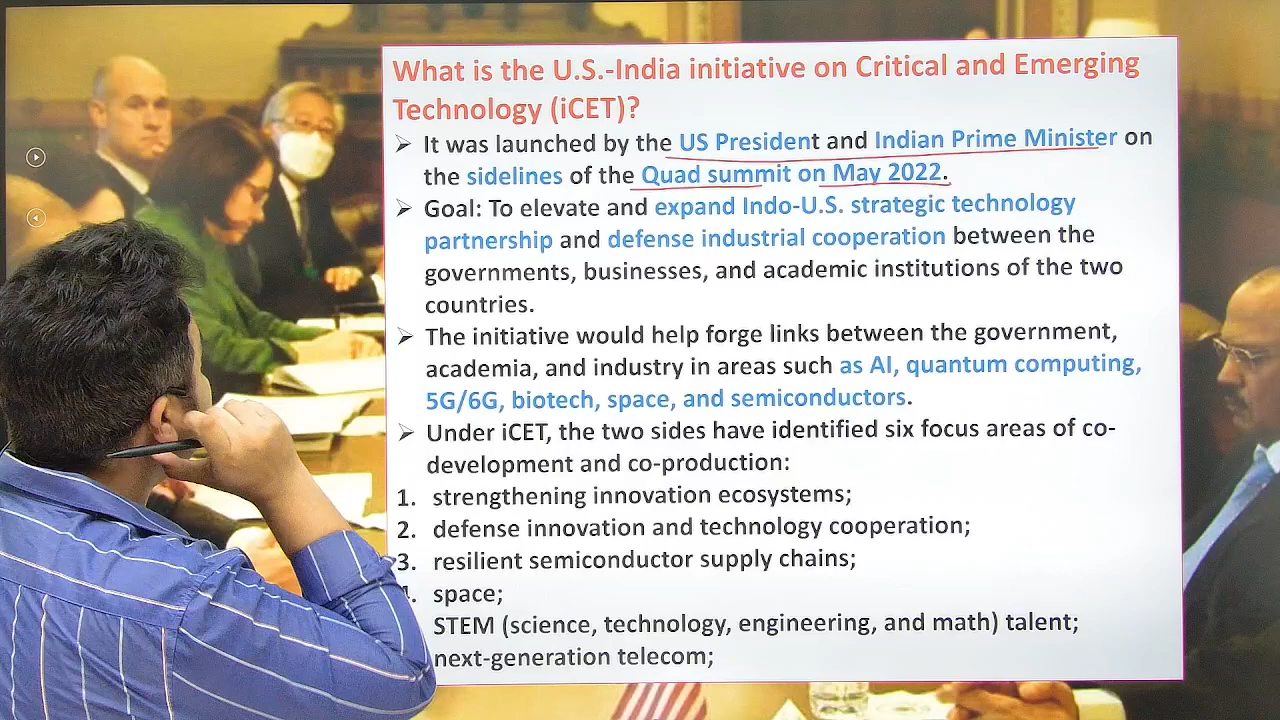 What is the U.S.-India initiative on Critical and Emerging
Technology (iCET)?
➢ It was launched by the US President and Indian Prime Minister on
the sidelines of the Quad summit on May 2022.
➢ Goal: To elevate and expand Indo-U.S. strategic technology
partnership and defense industrial cooperation between the
governments, businesses, and academic institutions of the two
countries.
➢ The initiative would help forge links between the government,
academia, and industry in areas such as AI, quantum computing,
5G/6G, biotech, space, and semiconductors.
➢ Under iCET, the two sides have identified six focus areas of co-
development and co-production:
1. strengthening innovation ecosystems;
2. defense innovation and technology cooperation;
3. resilient semiconductor supply chains;
4. space;
STEM (science, technology, engineering, and math) talent;
next-generation telecom;